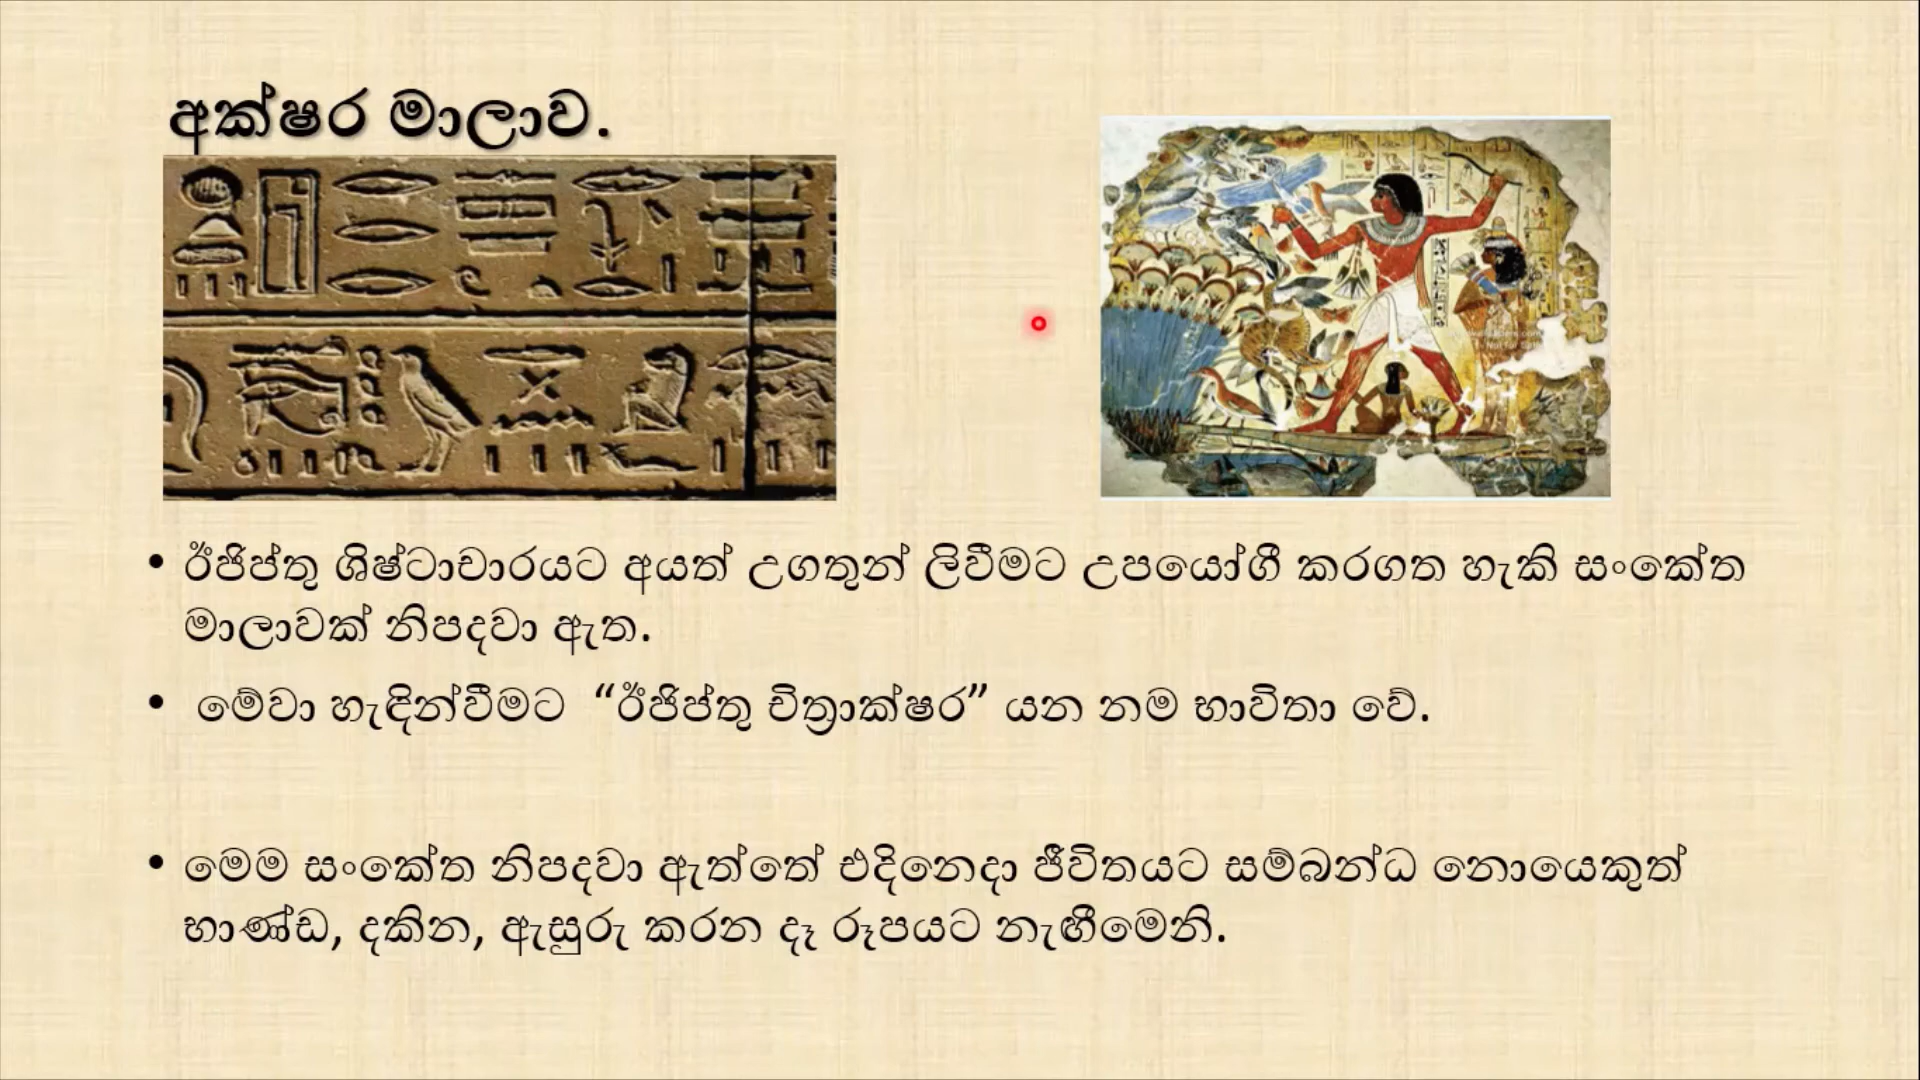 අක්ෂර මාලාව.
• ඊජිප්තු ශිෂ්ටාචාරයට අයත් උගතුන් ලිවීමට උපයෝගී කරගත හැකි සංකේත
මාලාවක් නිපදවා ඇත.
• මේවා හැඳින්වීමට “ඊජිප්තු චිත්‍රාක්ෂර” යන නම භාවිතා වේ.
• මෙම සංකේත නිපදවා ඇත්තේ එදිනෙදා ජීවිතයට සම්බන්ධ නොයෙකුත්
භාණ්ඩ, දකින, ඇසුරු කරන දෑ රූපයට නැඟීමෙනි.